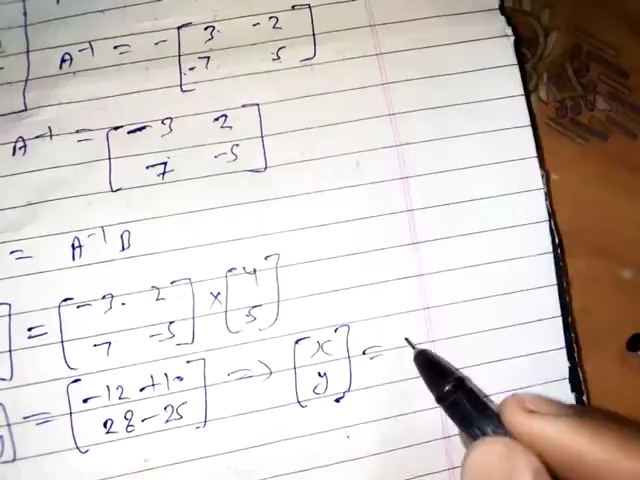 A⁻¹ = - [ 3 -2
-7 5 ]
A⁻¹ = [ -3 2
7 -5 ]
= A⁻¹B
] = [ -3 2
7 -5 ] × [ 4
5 ]
] = [ -12 + 10
28 - 25 ] => [ x
y ] =